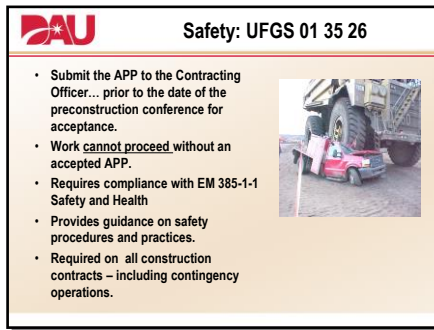 DAU
Safety: UFGS 01 35 26
• Submit the APP to the Contracting
Officer… prior to the date of the
preconstruction conference for
acceptance.
• Work cannot proceed without an
accepted APP.
• Requires compliance with EM 385-1-1
Safety and Health
• Provides guidance on safety
procedures and practices.
• Required on all construction
contracts – including contingency
operations.